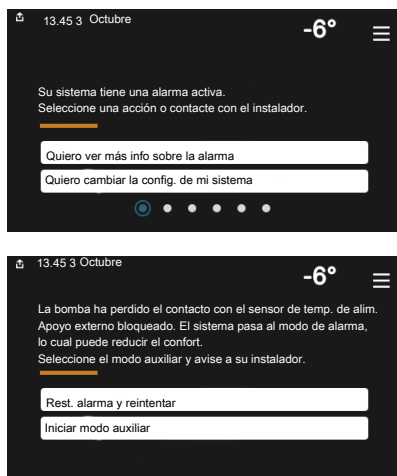 13.45 3 Octubre
-6°
Su sistema tiene una alarma activa.
Seleccione una acción o contacte con el instalador.
Quiero ver más info sobre la alarma
Quiero cambiar la config. de mi sistema
13.45 3 Octubre
-6°
La bomba ha perdido el contacto con el sensor de temp. de alim.
Apoyo externo bloqueado. El sistema pasa al modo de alarma,
lo cual puede reducir el confort.
Seleccione el modo auxiliar y avise a su instalador.
Rest. alarma y reintentar
Iniciar modo auxiliar